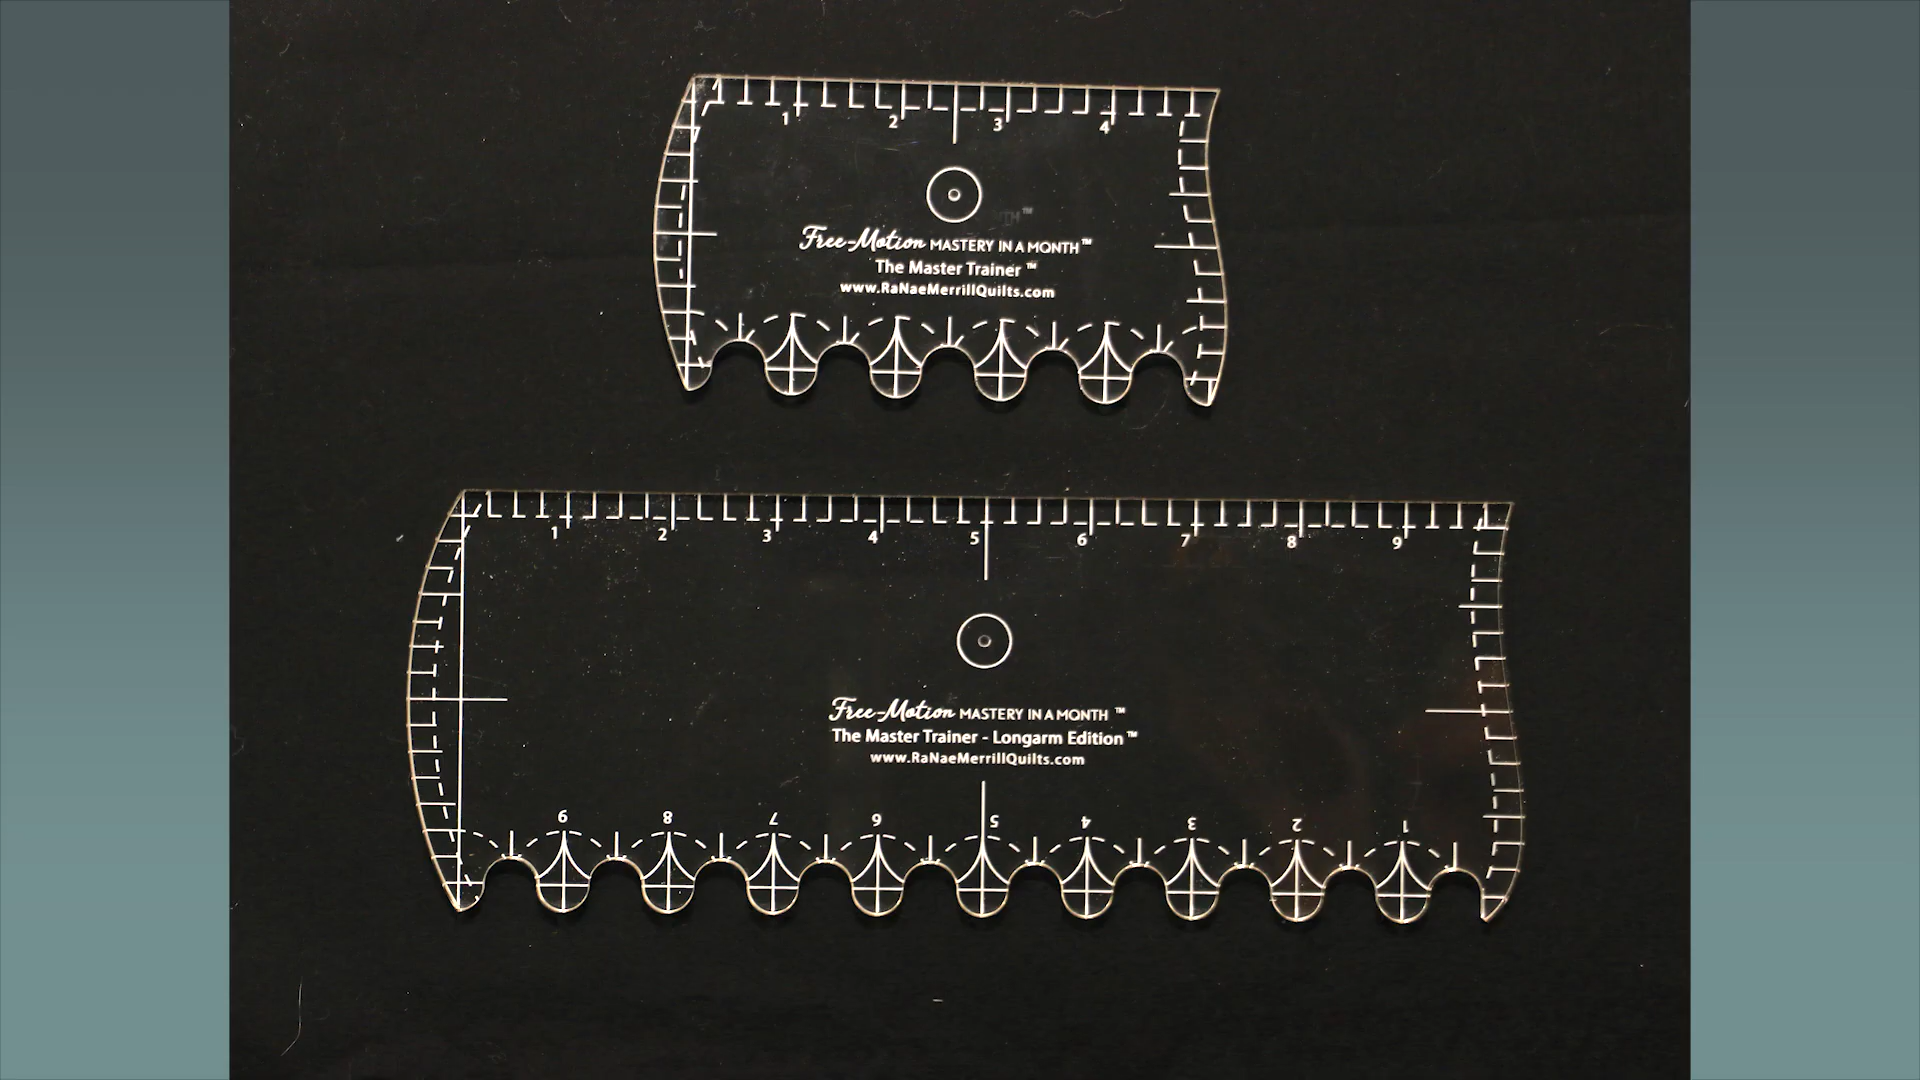 1 2 3 4
Free-Motion MASTERY IN A MONTH™
The Master Trainer™
www.RaNaeMerrillQuilts.com
1 2 3 4 5 6 7 8 9
Free-Motion MASTERY IN A MONTH™
The Master Trainer - Longarm Edition™
www.RaNaeMerrillQuilts.com
9 8 7 6 5 4 3 2 1